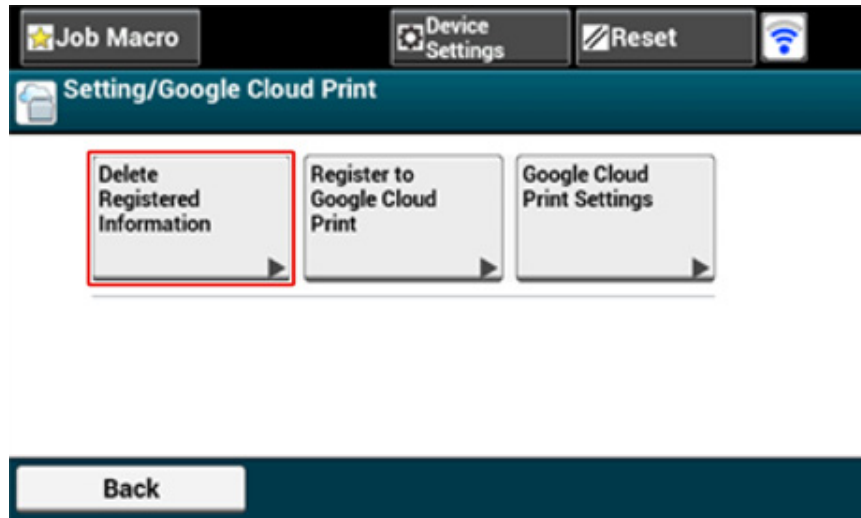 Job Macro
Device
Settings
Reset
Setting/Google Cloud Print
Delete
Registered
Information
Register to
Google Cloud
Print
Google Cloud
Print Settings
Back